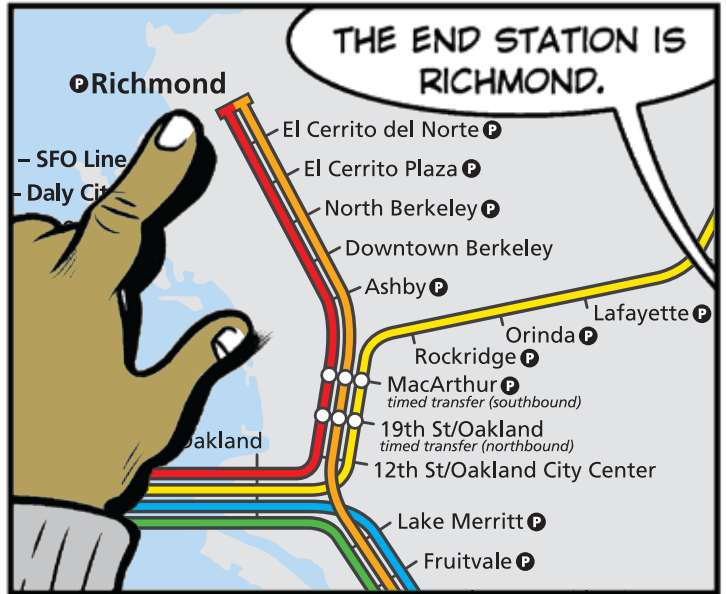 THE END STATION IS
RICHMOND.
P Richmond
– SFO Line
- Daly Cit
El Cerrito del Norte P
El Cerrito Plaza P
North Berkeley P
Downtown Berkeley
Ashby P
Lafayette P
Orinda P
Rockridge P
MacArthur P
timed transfer (southbound)
19th St/Oakland
timed transfer (northbound)
Oakland
12th St/Oakland City Center
Lake Merritt P
Fruitvale P